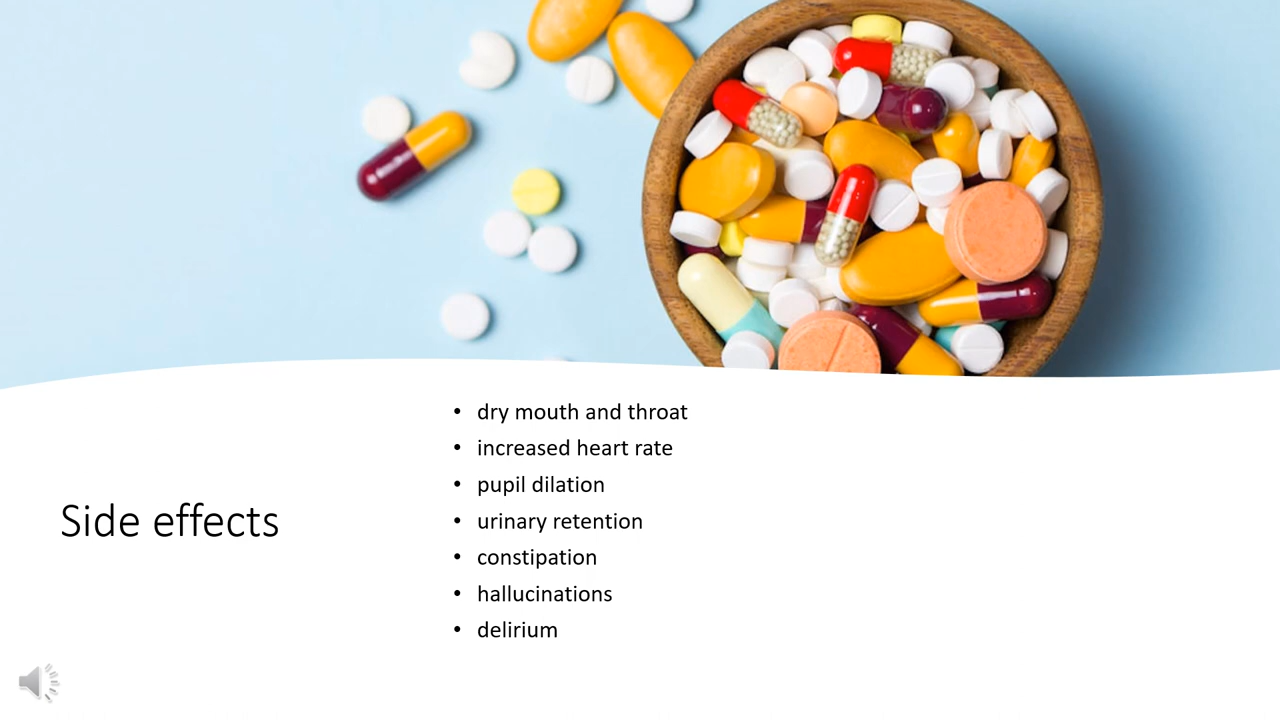 Side effects
• dry mouth and throat
• increased heart rate
• pupil dilation
• urinary retention
• constipation
• hallucinations
• delirium